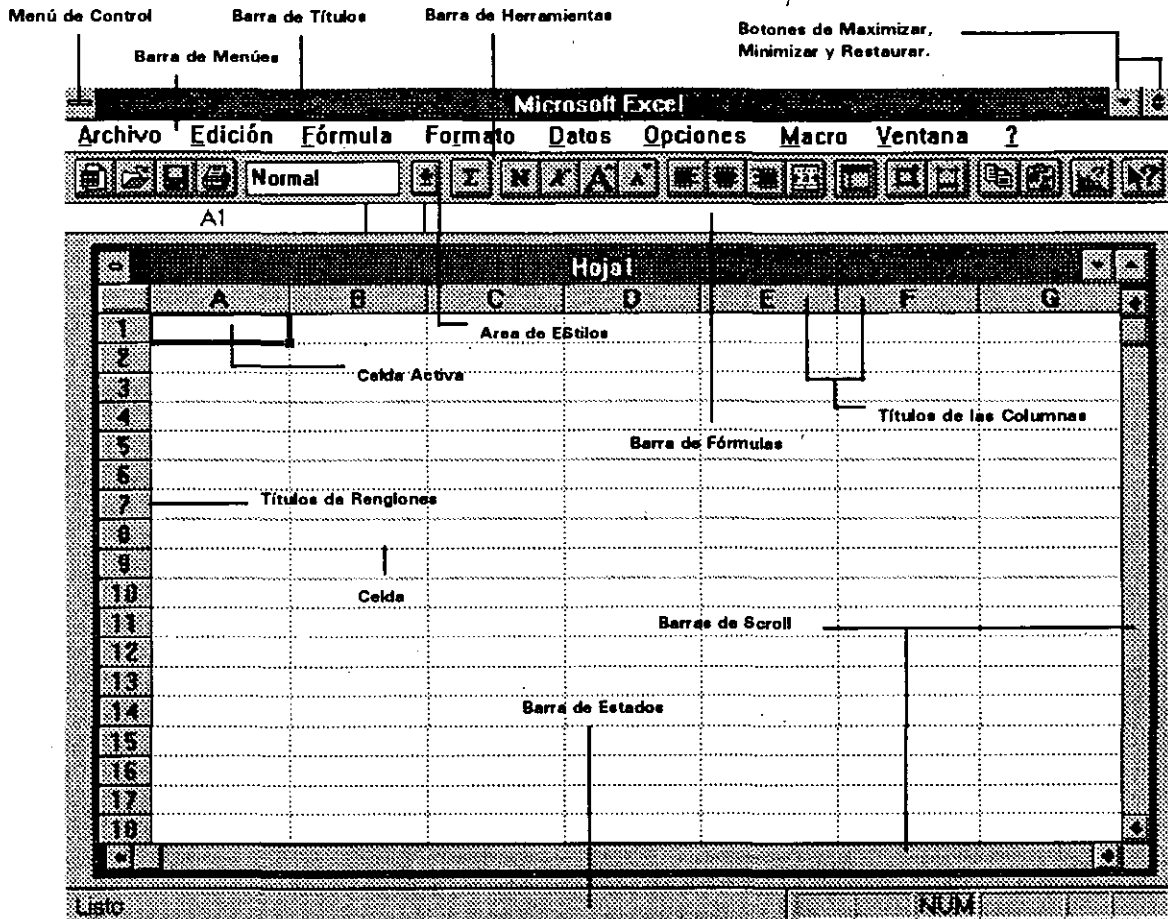 Menú de Control
Barra de Títulos
Barra de Herramientas
Botones de Maximizar,
Minimizar y Restaurar.
Barra de Menúes
Microsoft Excel
Archivo Edición Fórmula Formato Datos Opciones Macro Ventana ?
Normal Σ N K A A
A1
Hoja1
A B C D E F G
1
Area de EStilos
2
Celda Activa
3
Títulos de las Columnas
4
5
Barra de Fórmulas
6
7
Títulos de Renglones
8
9
10
Celda
11
Barras de Scroll
12
13
14
Barra de Estados
15
16
17
18
Listo NUM